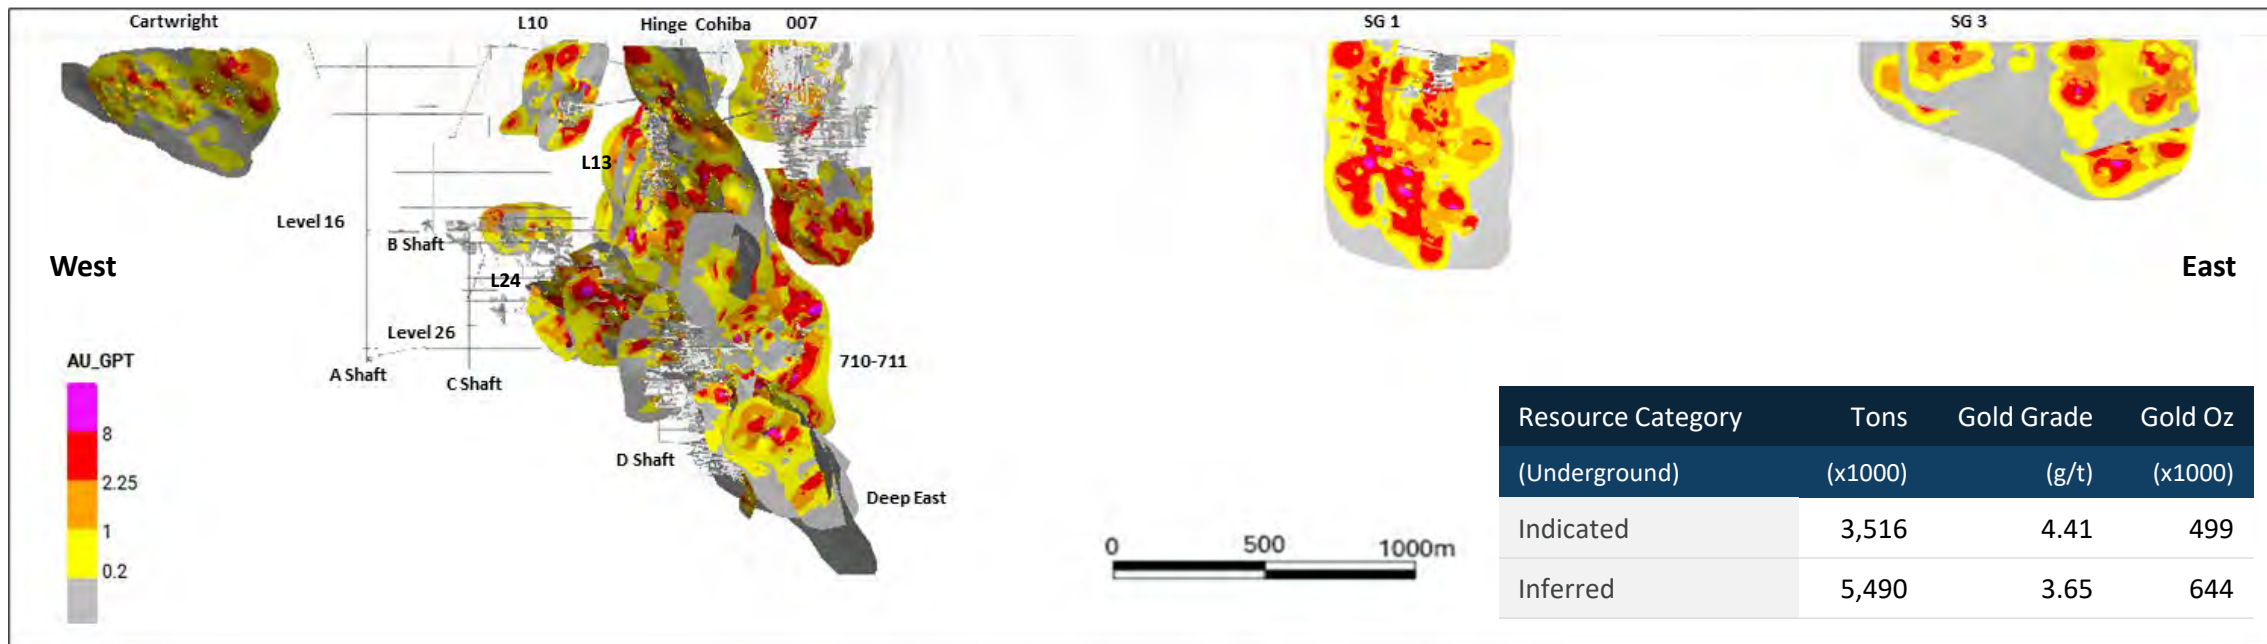 Cartwright
L10
Hinge Cohiba 007
SG 1
SG 3
L13
Level 16
B Shaft
West
East
L24
Level 26
AU_GPT
A Shaft
C Shaft
710-711
8
2.25
1
0.2
D Shaft
Deep East
0 500 1000m
Resource Category Tons Gold Grade Gold Oz
(Underground) (x1000) (g/t) (x1000)
Indicated 3,516 4.41 499
Inferred 5,490 3.65 644